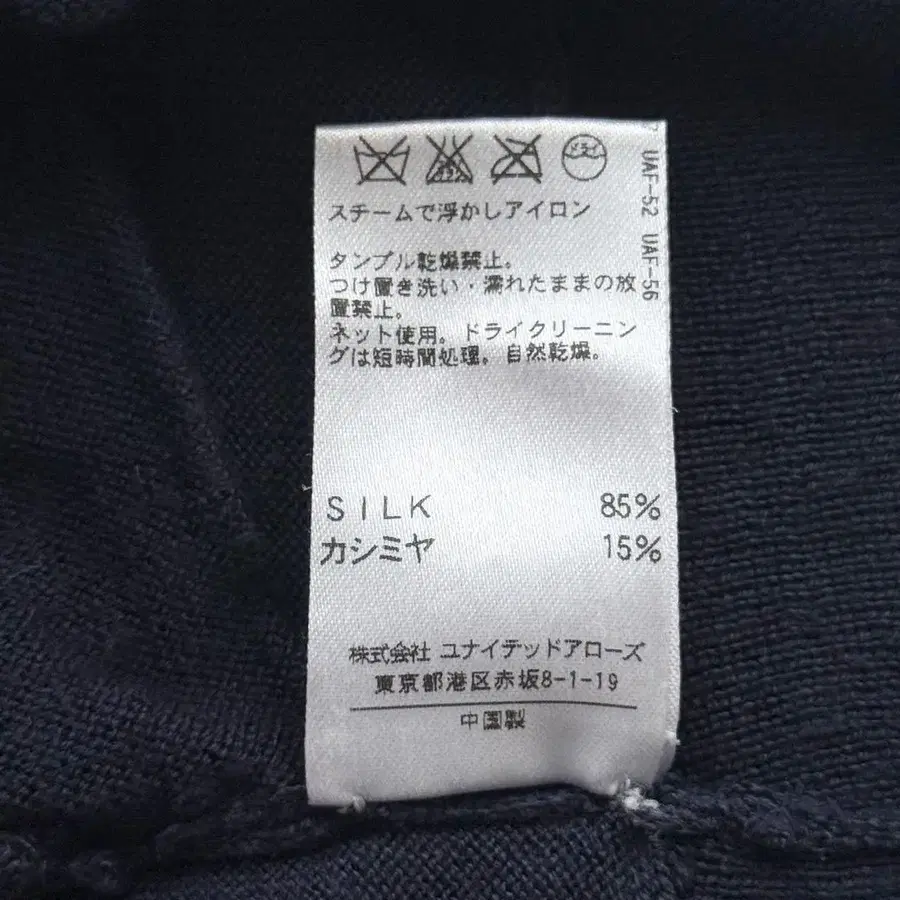 ドライ
スチームで浮かしアイロン
タンブル乾燥禁止。
つけ置き洗い・濡れたままの放
置禁止。
ネット使用。ドライクリーニン
グは短時間処理。自然乾燥。
SILK 85%
カシミヤ 15%
株式会社 ユナイテッドアローズ
東京都港区赤坂8-1-19
中国製
UAF-52 UAF-56